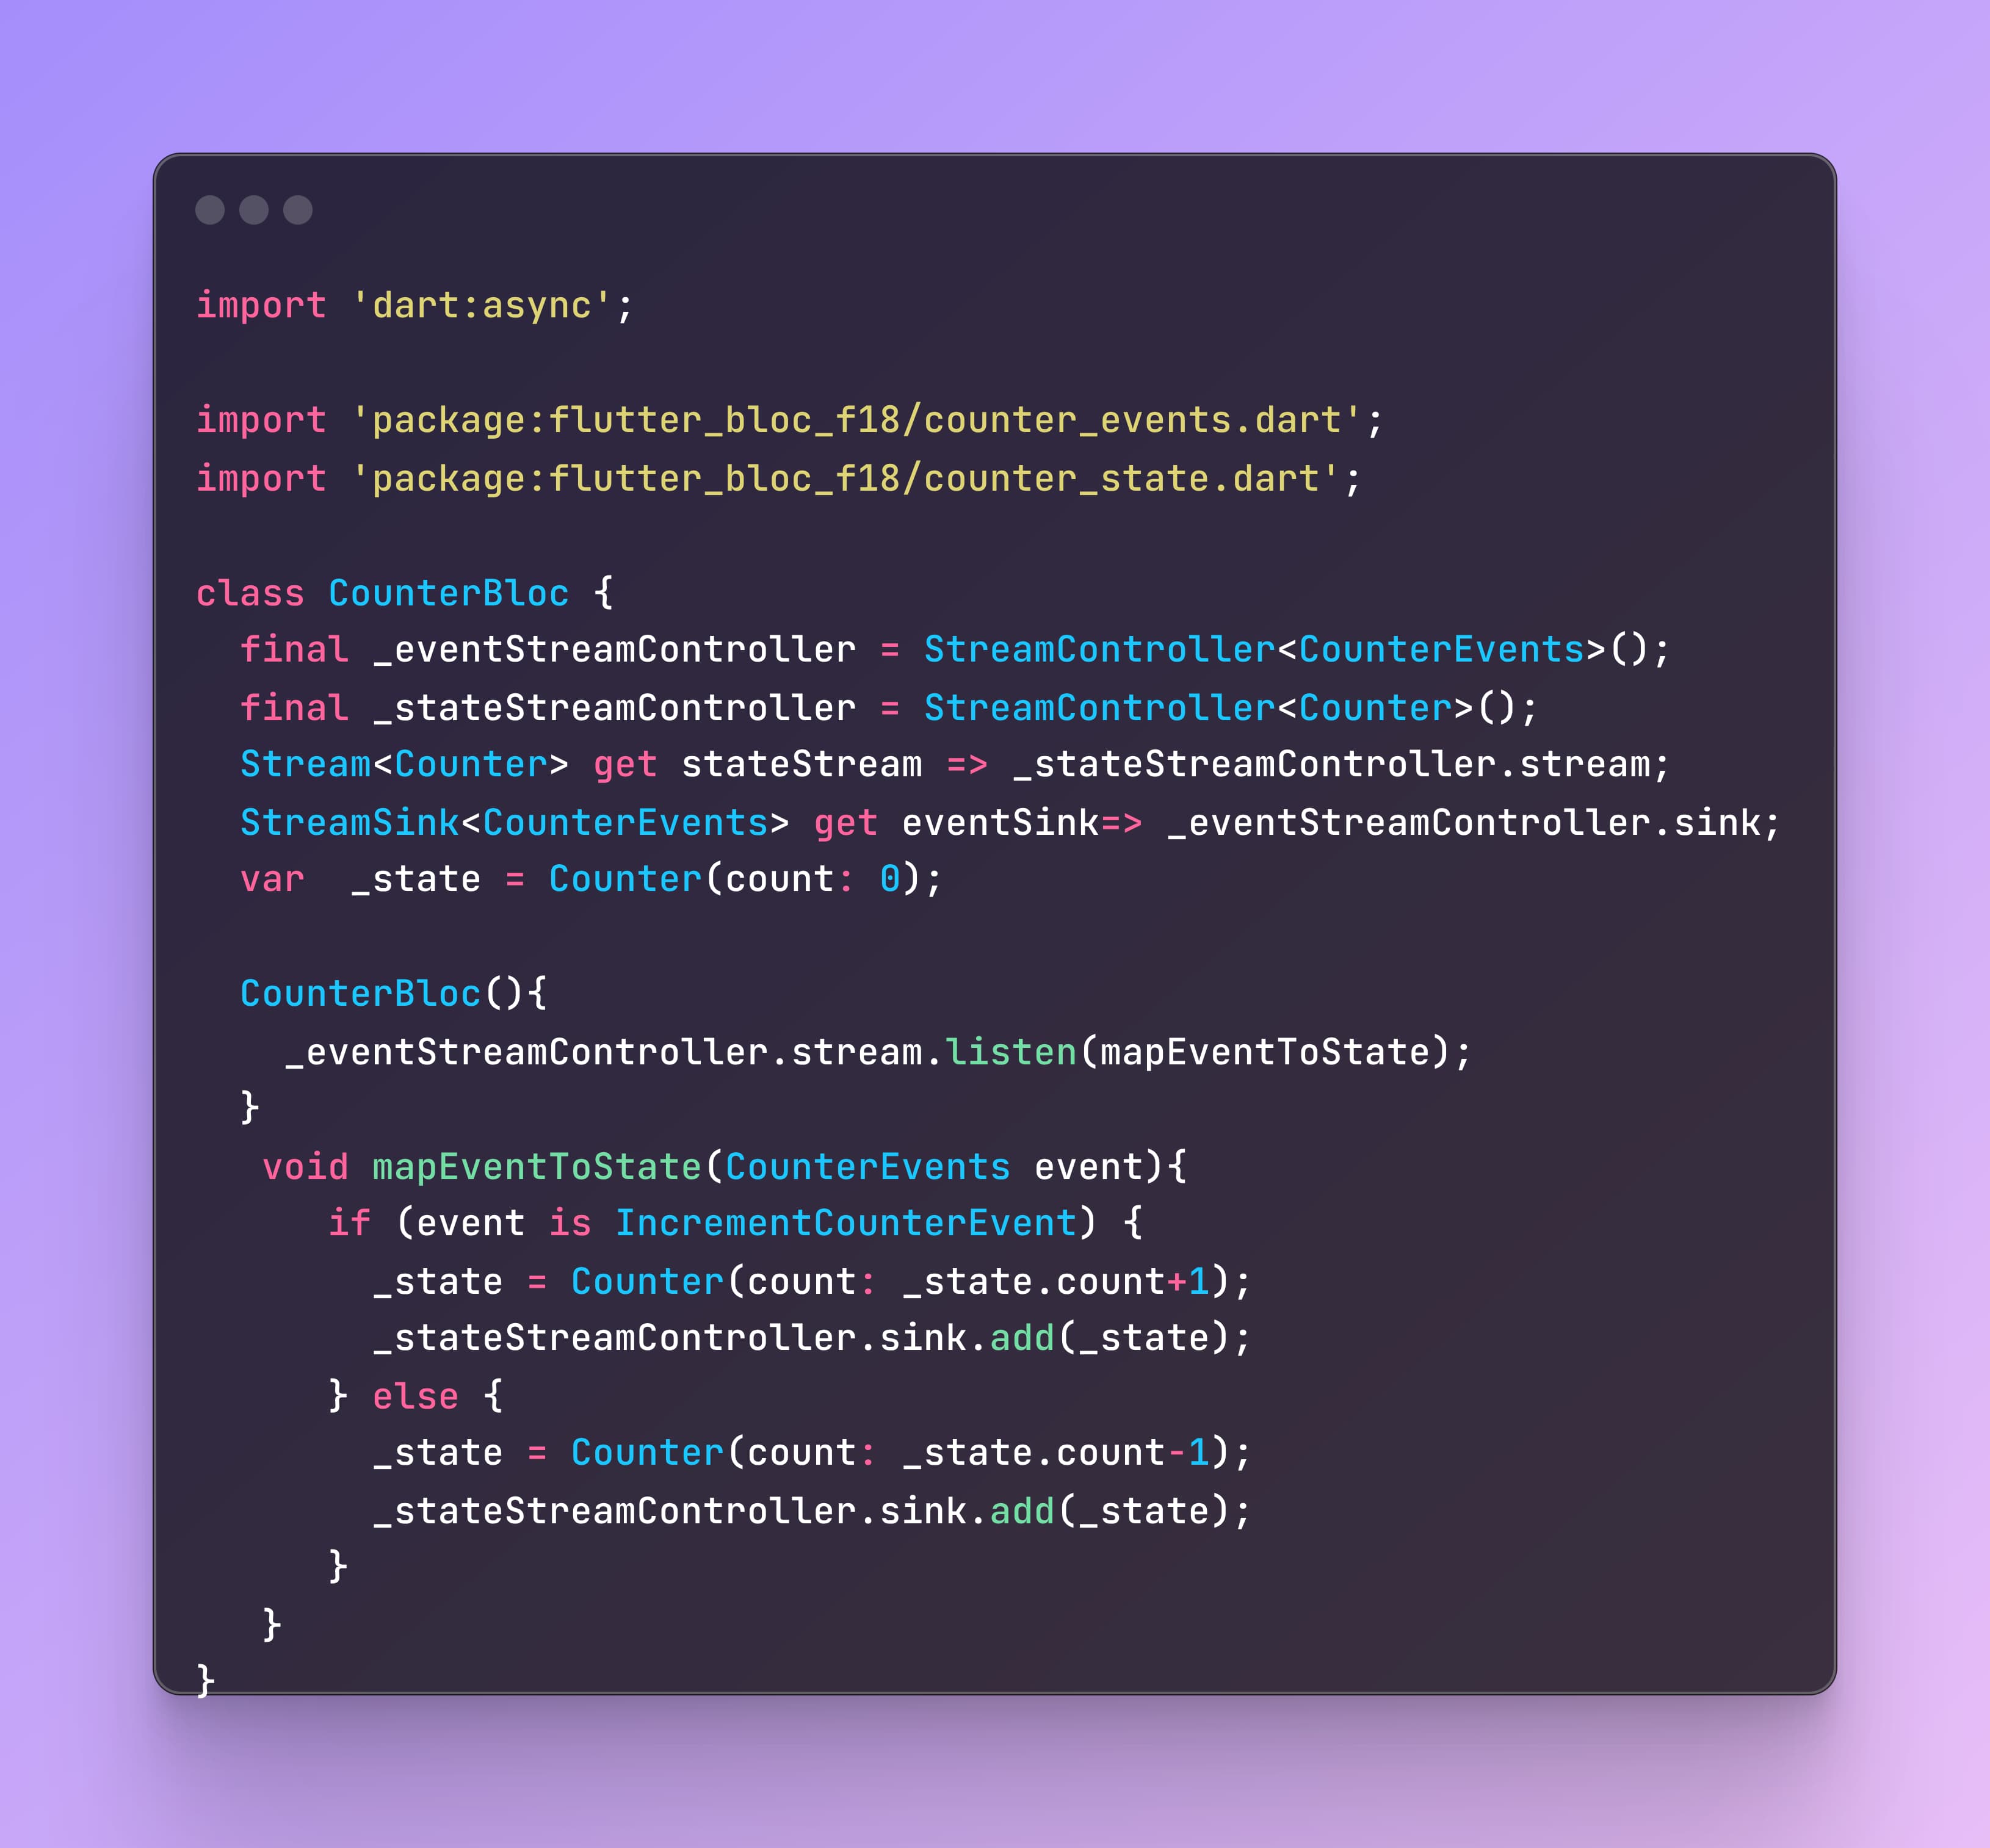 import 'dart:async';

import 'package:flutter_bloc_f18/counter_events.dart';
import 'package:flutter_bloc_f18/counter_state.dart';

class CounterBloc {
  final _eventStreamController = StreamController<CounterEvents>();
  final _stateStreamController = StreamController<Counter>();
  Stream<Counter> get stateStream => _stateStreamController.stream;
  StreamSink<CounterEvents> get eventSink=> _eventStreamController.sink;
  var  _state = Counter(count: 0);

  CounterBloc(){
    _eventStreamController.stream.listen(mapEventToState);
  }
   void mapEventToState(CounterEvents event){
      if (event is IncrementCounterEvent) {
        _state = Counter(count: _state.count+1);
        _stateStreamController.sink.add(_state);
      } else {
        _state = Counter(count: _state.count-1);
        _stateStreamController.sink.add(_state);
      }
   }
}